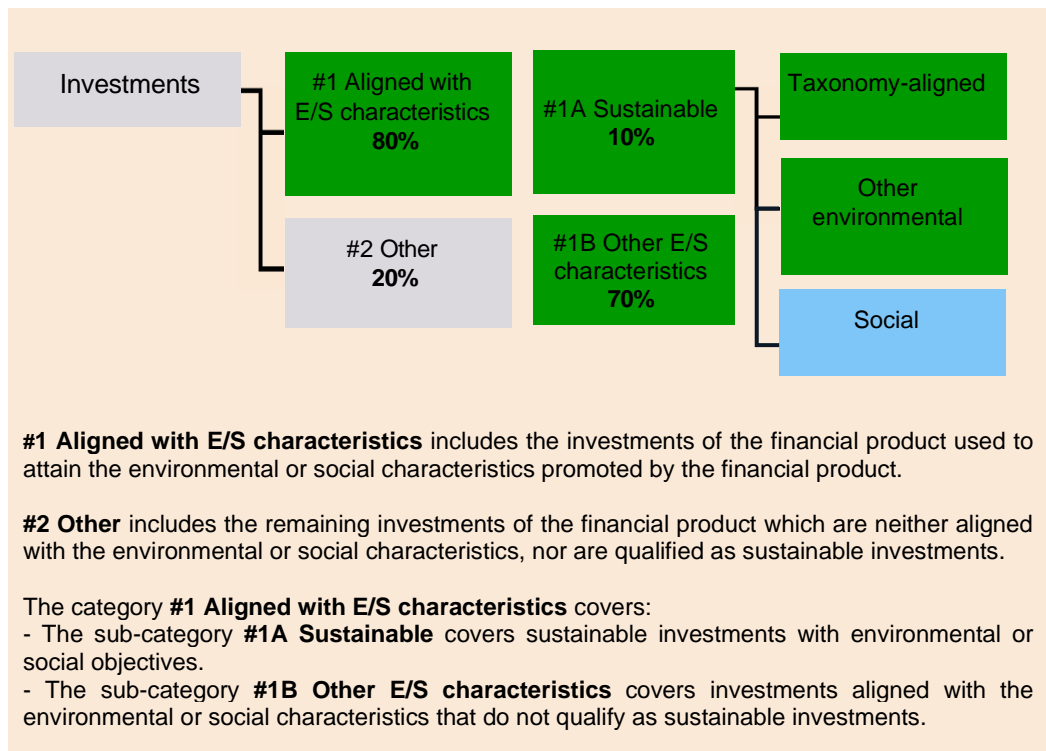 Investments
#1 Aligned with
E/S characteristics
80%
#2 Other
20%
#1A Sustainable
10%
#1B Other E/S
characteristics
70%
Taxonomy-aligned
Other
environmental
Social
#1 Aligned with E/S characteristics includes the investments of the financial product used to
attain the environmental or social characteristics promoted by the financial product.
#2 Other includes the remaining investments of the financial product which are neither aligned
with the environmental or social characteristics, nor are qualified as sustainable investments.
The category #1 Aligned with E/S characteristics covers:
- The sub-category #1A Sustainable covers sustainable investments with environmental or
social objectives.
- The sub-category #1B Other E/S characteristics covers investments aligned with the
environmental or social characteristics that do not qualify as sustainable investments.